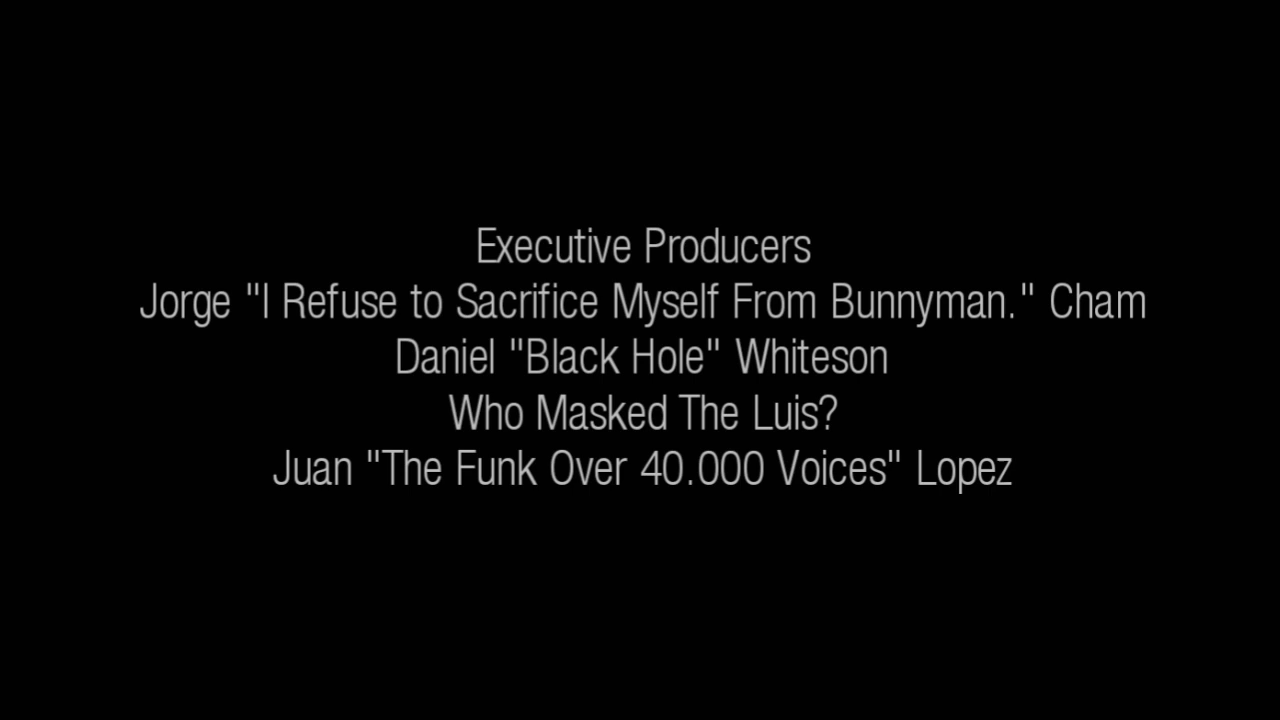 Executive Producers
Jorge "I Refuse to Sacrifice Myself From Bunnyman." Cham
Daniel "Black Hole" Whiteson
Who Masked The Luis?
Juan "The Funk Over 40.000 Voices" Lopez